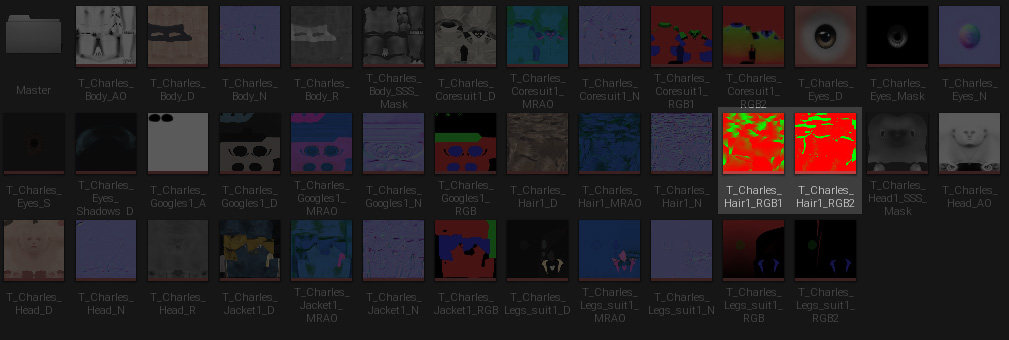 Master
T_Charles_
Body_AO
T_Charles_
Body_D
T_Charles_
Body_N
T_Charles_
Body_R
T_Charles_
Body_SSS_
Mask
T_Charles_
Coresuit1_D
T_Charles_
Coresuit1_
MRAO
T_Charles_
Coresuit1_N
T_Charles_
Coresuit1_
RGB1
T_Charles_
Coresuit1_
RGB2
T_Charles_
Eyes_D
T_Charles_
Eyes_Mask
T_Charles_
Eyes_N
T_Charles_
Eyes_S
T_Charles_
Eyes_
Shadows_D
T_Charles_
Googles1_A
T_Charles_
Googles1_D
T_Charles_
Googles1_
MRAO
T_Charles_
Googles1_N
T_Charles_
Googles1_
RGB
T_Charles_
Hair1_D
T_Charles_
Hair1_MRAO
T_Charles_
Hair1_N
T_Charles_
Hair1_RGB1
T_Charles_
Hair1_RGB2
T_Charles_
Head1_SSS_
Mask
T_Charles_
Head_AO
T_Charles_
Head_D
T_Charles_
Head_N
T_Charles_
Head_R
T_Charles_
Jacket1_D
T_Charles_
Jacket1_
MRAO
T_Charles_
Jacket1_N
T_Charles_
Jacket1_RGB
T_Charles_
Legs_suit1_D
T_Charles_
Legs_suit1_
MRAO
T_Charles_
Legs_suit1_N
T_Charles_
Legs_suit1_
RGB
T_Charles_
Legs_suit1_
RGB2